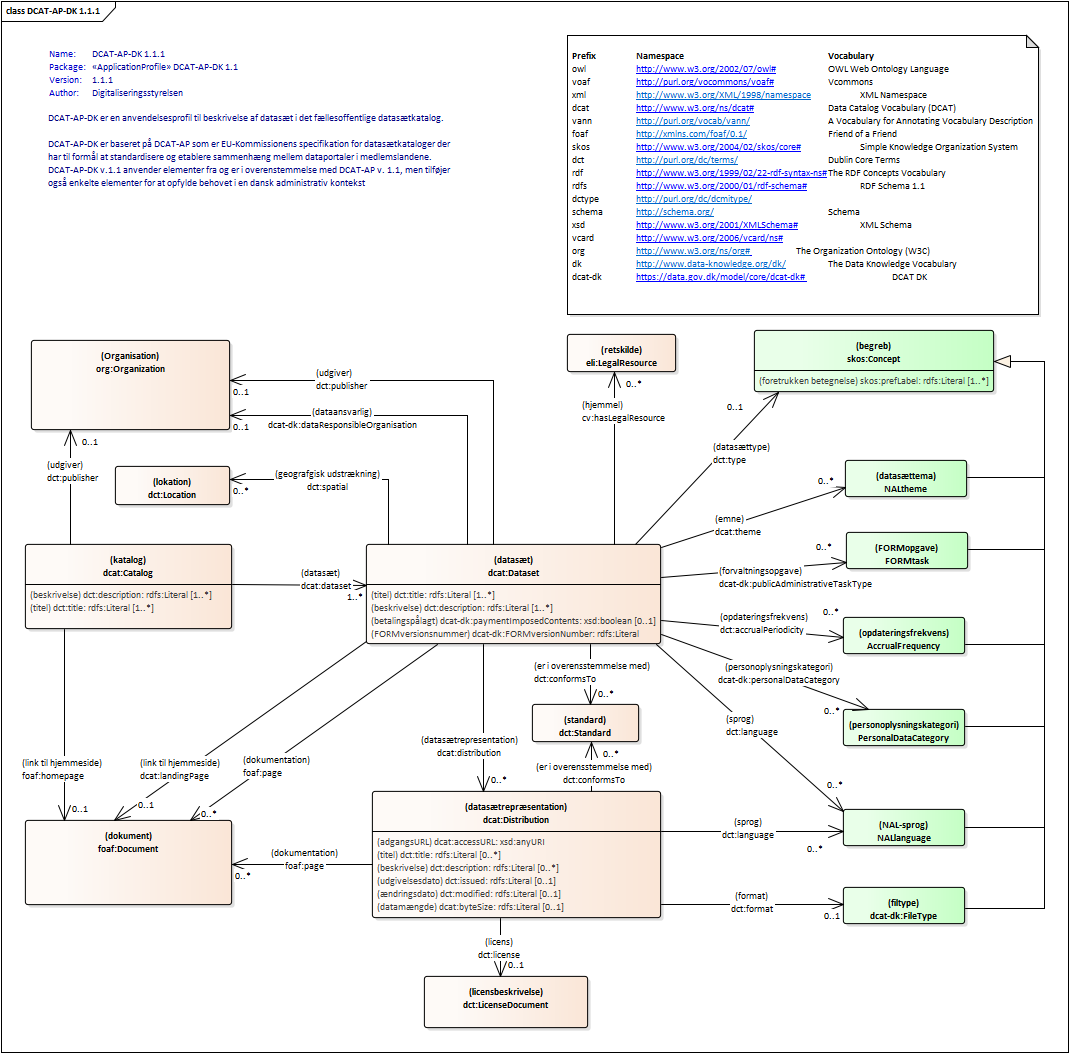 class DCAT-AP-DK 1.1.1
Name: DCAT-AP-DK 1.1.1
Package: «ApplicationProfile» DCAT-AP-DK 1.1
Version: 1.1.1
Author: Digitaliseringsstyrelsen
DCAT-AP-DK er en anvendelsesprofil til beskrivelse af datasæt i det fællesoffentlige datasætkatalog.
DCAT-AP-DK er baseret på DCAT-AP som er EU-Kommissionens specifikation for datasætkataloger der
har til formål at standardisere og etablere sammenhæng mellem dataportaler i medlemslandene.
DCAT-AP-DK v.1.1 anvender elementer fra og er i overenstemmelse med DCAT-AP v. 1.1, men tilføjer
også enkelte elementer for at opfylde behovet i en dansk administrativ kontekst
Prefix Namespace Vocabulary
owl http://www.w3.org/2002/07/owl# OWL Web Ontology Language
voaf http://purl.org/vocommons/voaf# Vcommons
xml http://www.w3.org/XML/1998/namespace XML Namespace
dcat http://www.w3.org/ns/dcat# Data Catalog Vocabulary (DCAT)
vann http://purl.org/vocab/vann/ A Vocabulary for Annotating Vocabulary Description
foaf http://xmlns.com/foaf/0.1/ Friend of a Friend
skos http://www.w3.org/2004/02/skos/core# Simple Knowledge Organization System
dct http://purl.org/dc/terms/ Dublin Core Terms
rdf http://www.w3.org/1999/02/22-rdf-syntax-ns# The RDF Concepts Vocabulary
rdfs http://www.w3.org/2000/01/rdf-schema# RDF Schema 1.1
dctype http://purl.org/dc/dcmitype/
schema http://schema.org/ Schema
xsd http://www.w3.org/2001/XMLSchema# XML Schema
vcard http://www.w3.org/2006/vcard/ns#
org http://www.w3.org/ns/org# The Organization Ontology (W3C)
dk http://www.data-knowledge.org/dk/ The Data Knowledge Vocabulary
dcat-dk https://data.gov.dk/model/core/dcat-dk# DCAT DK
(Organisation)
org:Organization
(udgiver)
dct:publisher
0..1
(dataansvarlig)
dcat-dk:dataResponsibleOrganisation
0..1
0..1
(udgiver)
dct:publisher
(lokation)
dct:Location
(geografgisk udstrækning)
dct:spatial
0..*
(retskilde)
eli:LegalResource
0..*
(hjemmel)
cv:hasLegalResource
(begreb)
skos:Concept
(foretrukken betegnelse) skos:prefLabel: rdfs:Literal [1..*]
0..1
(datasættype)
dct:type
(datasættema)
NALtheme
0..*
(emne)
dcat:theme
(FORMopgave)
FORMtask
0..*
(forvaltningsopgave)
dcat-dk:publicAdministrativeTaskType
(katalog)
dcat:Catalog
(beskrivelse) dct:description: rdfs:Literal [1..*]
(titel) dct:title: rdfs:Literal [1..*]
(datasæt)
dcat:dataset
1..*
(datasæt)
dcat:Dataset
(titel) dct:title: rdfs:Literal [1..*]
(beskrivelse) dct:description: rdfs:Literal [1..*]
(betalingspålagt) dcat-dk:paymentImposedContents: xsd:boolean [0..1]
(FORMversionsnummer) dcat-dk:FORMversionNumber: rdfs:Literal
(opdateringsfrekvens)
dct:accrualPeriodicity
0..*
(opdateringsfrekvens)
AccrualFrequency
(personoplysningskategori)
dcat-dk:personalDataCategory
0..*
(personoplysningskategori)
PersonalDataCategory
(sprog)
dct:language
0..*
(er i overensstemmelse med)
dct:conformsTo
0..*
(standard)
dct:Standard
0..*
(er i overensstemmelse med)
dct:conformsTo
(datasætrepresentation)
dcat:distribution
0..*
(link til hjemmeside)
foaf:homepage
0..1
(link til hjemmeside)
dcat:landingPage
0..1
(dokumentation)
foaf:page
0..*
(dokument)
foaf:Document
(dokumentation)
foaf:page
0..*
(datasætrepræsentation)
dcat:Distribution
(adgangsURL) dcat:accessURL: xsd:anyURI
(titel) dct:title: rdfs:Literal [0..*]
(beskrivelse) dct:description: rdfs:Literal [0..*]
(udgivelsesdato) dct:issued: rdfs:Literal [0..1]
(ændringsdato) dct:modified: rdfs:Literal [0..1]
(datamængde) dct:byteSize: rdfs:Literal [0..1]
(sprog)
dct:language
0..*
(NAL-sprog)
NALlanguage
(format)
dct:format
0..1
(filtype)
dcat-dk:FileType
(licens)
dct:license
0..1
(licensbeskrivelse)
dct:LicenseDocument